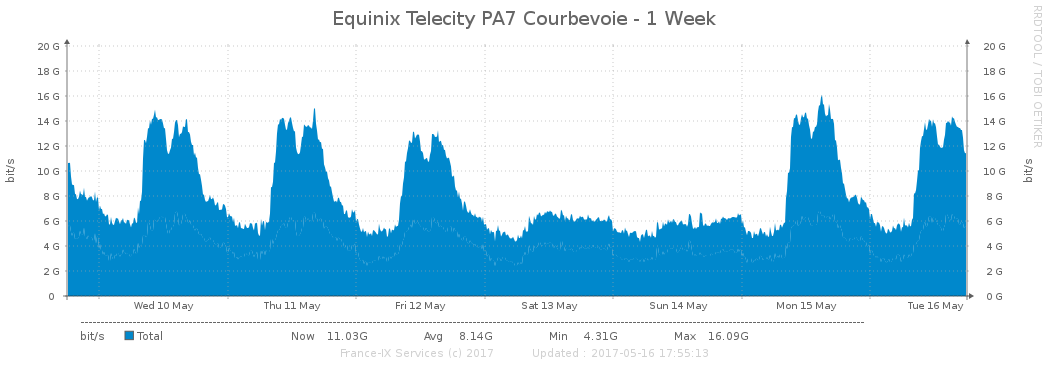 Equinix Telecity PA7 Courbevoie - 1 Week
RRDTOOL / TOBI OETIKER
bit/s
20 G 20 G
18 G 18 G
16 G 16 G
14 G 14 G
12 G 12 G
10 G 10 G
8 G 8 G
6 G 6 G
4 G 4 G
2 G 2 G
0 0 G
bit/s
Wed 10 May Thu 11 May Fri 12 May Sat 13 May Sun 14 May Mon 15 May Tue 16 May
bit/s Total Now 11.03G Avg 8.14G Min 4.31G Max 16.09G
France-IX Services (c) 2017 Updated : 2017-05-16 17:55:13